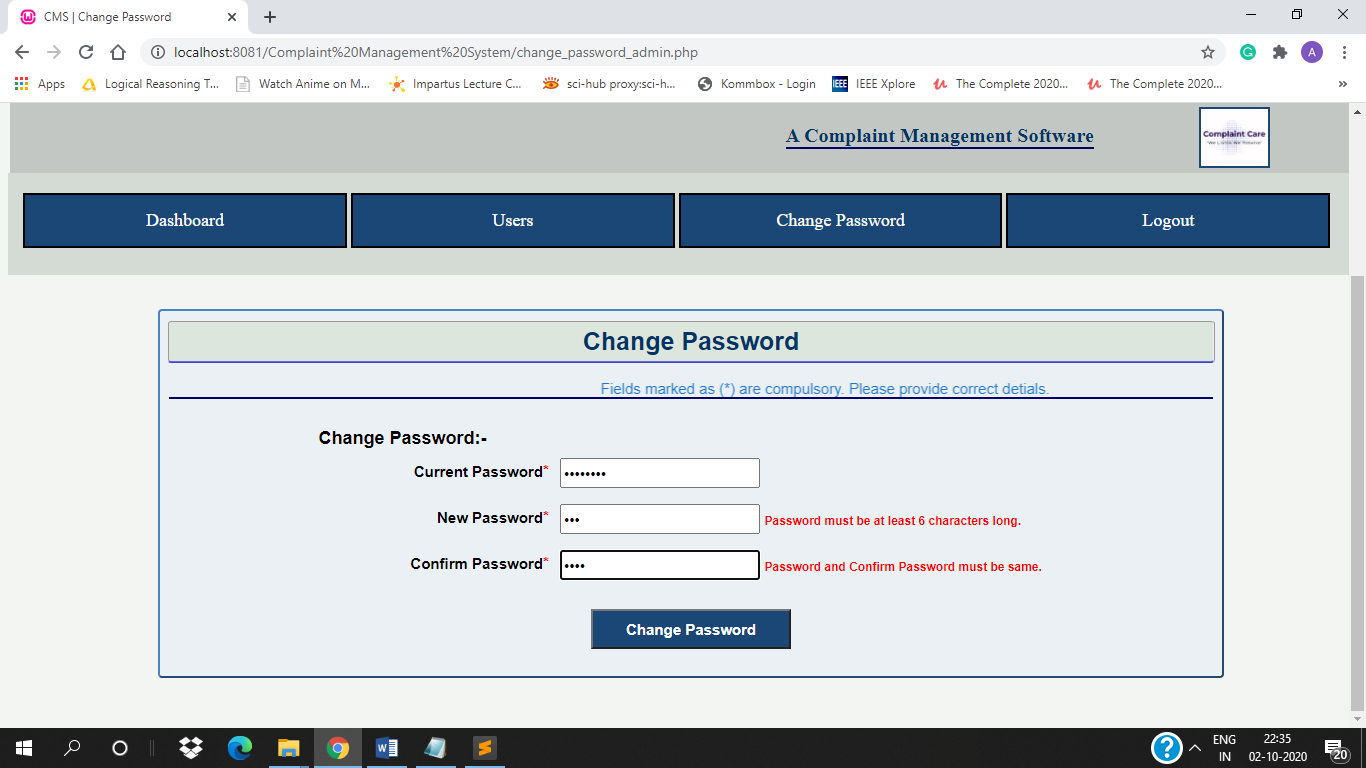 CMS | Change Password
localhost:8081/Complaint%20Management%20System/change_password_admin.php
A
Apps
Logical Reasoning T...
Watch Anime on M...
Impartus Lecture C...
sci-hub proxy:sci-h...
Kommbox - Login
IEEE
IEEE Xplore
The Complete 2020...
The Complete 2020...
»
A Complaint Management Software
Complaint Care
Dashboard
Users
Change Password
Logout
Change Password
Fields marked as (*) are compulsory. Please provide correct detials.
Change Password:-
Current Password*
••••••••
New Password*
•••
Password must be at least 6 characters long.
Confirm Password*
••••
Password and Confirm Password must be same.
Change Password
ENG
IN
22:35
02-10-2020
20